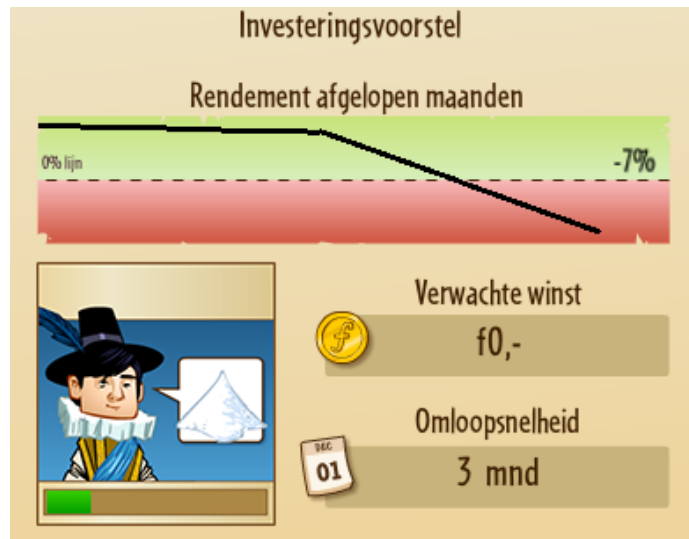 Investeringsvoorstel
Rendement afgelopen maanden
0% lijn
-7%
Verwachte winst
f
f0,-
Omloopsnelheid
DEC
01
3 mnd